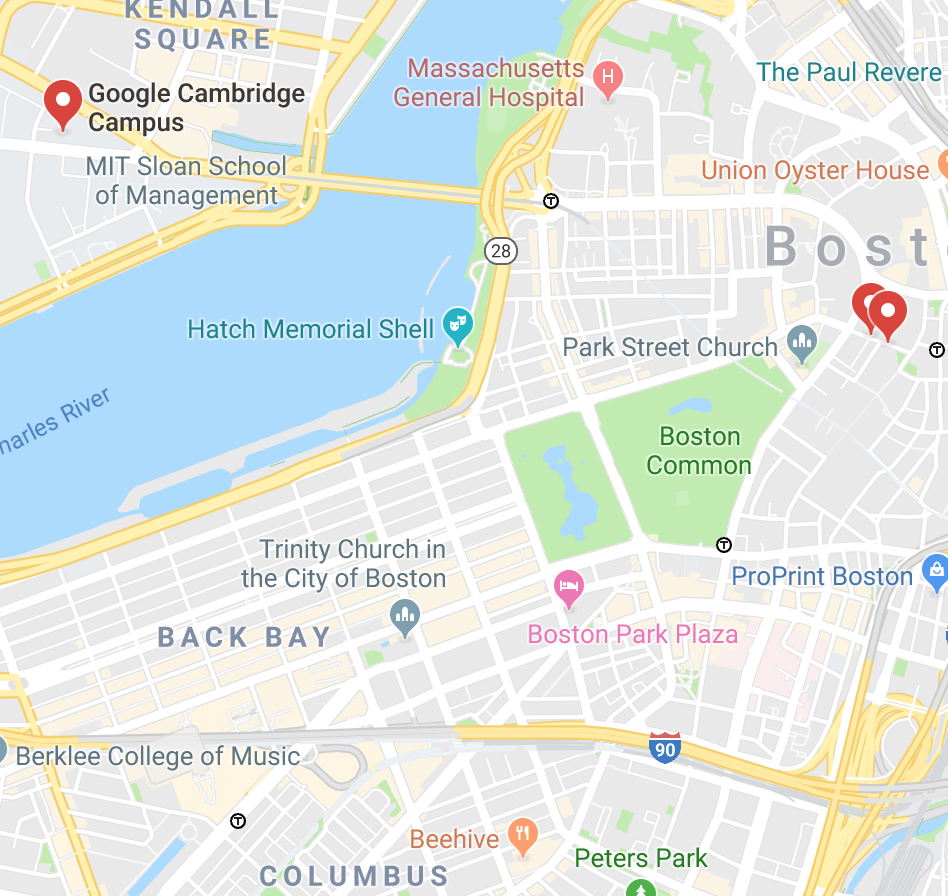 KENDALL
SQUARE
Massachusetts
General Hospital
H
The Paul Revere
Google Cambridge
Campus
MIT Sloan School
of Management
Union Oyster House
T
28
Bost
Hatch Memorial Shell
Park Street Church
T
harles River
Boston
Common
Trinity Church in
the City of Boston
T
ProPrint Boston
BACK BAY
Boston Park Plaza
90
Berklee College of Music
T
Beehive
Peters Park
COLUMBUS